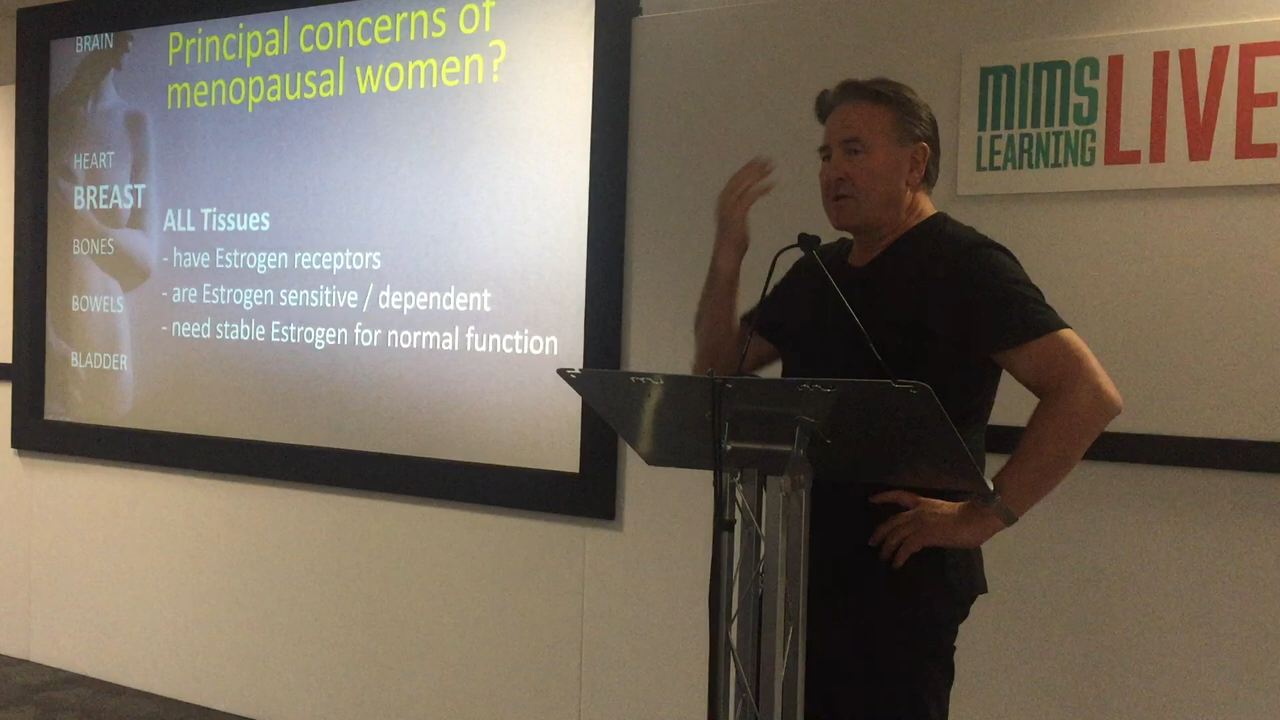 BRAIN
Principal concerns of
menopausal women?
HEART
BREAST
BONES
BOWELS
BLADDER
ALL Tissues
- have Estrogen receptors
- are Estrogen sensitive / dependent
- need stable Estrogen for normal function
MIMS
LEARNING
LIVE